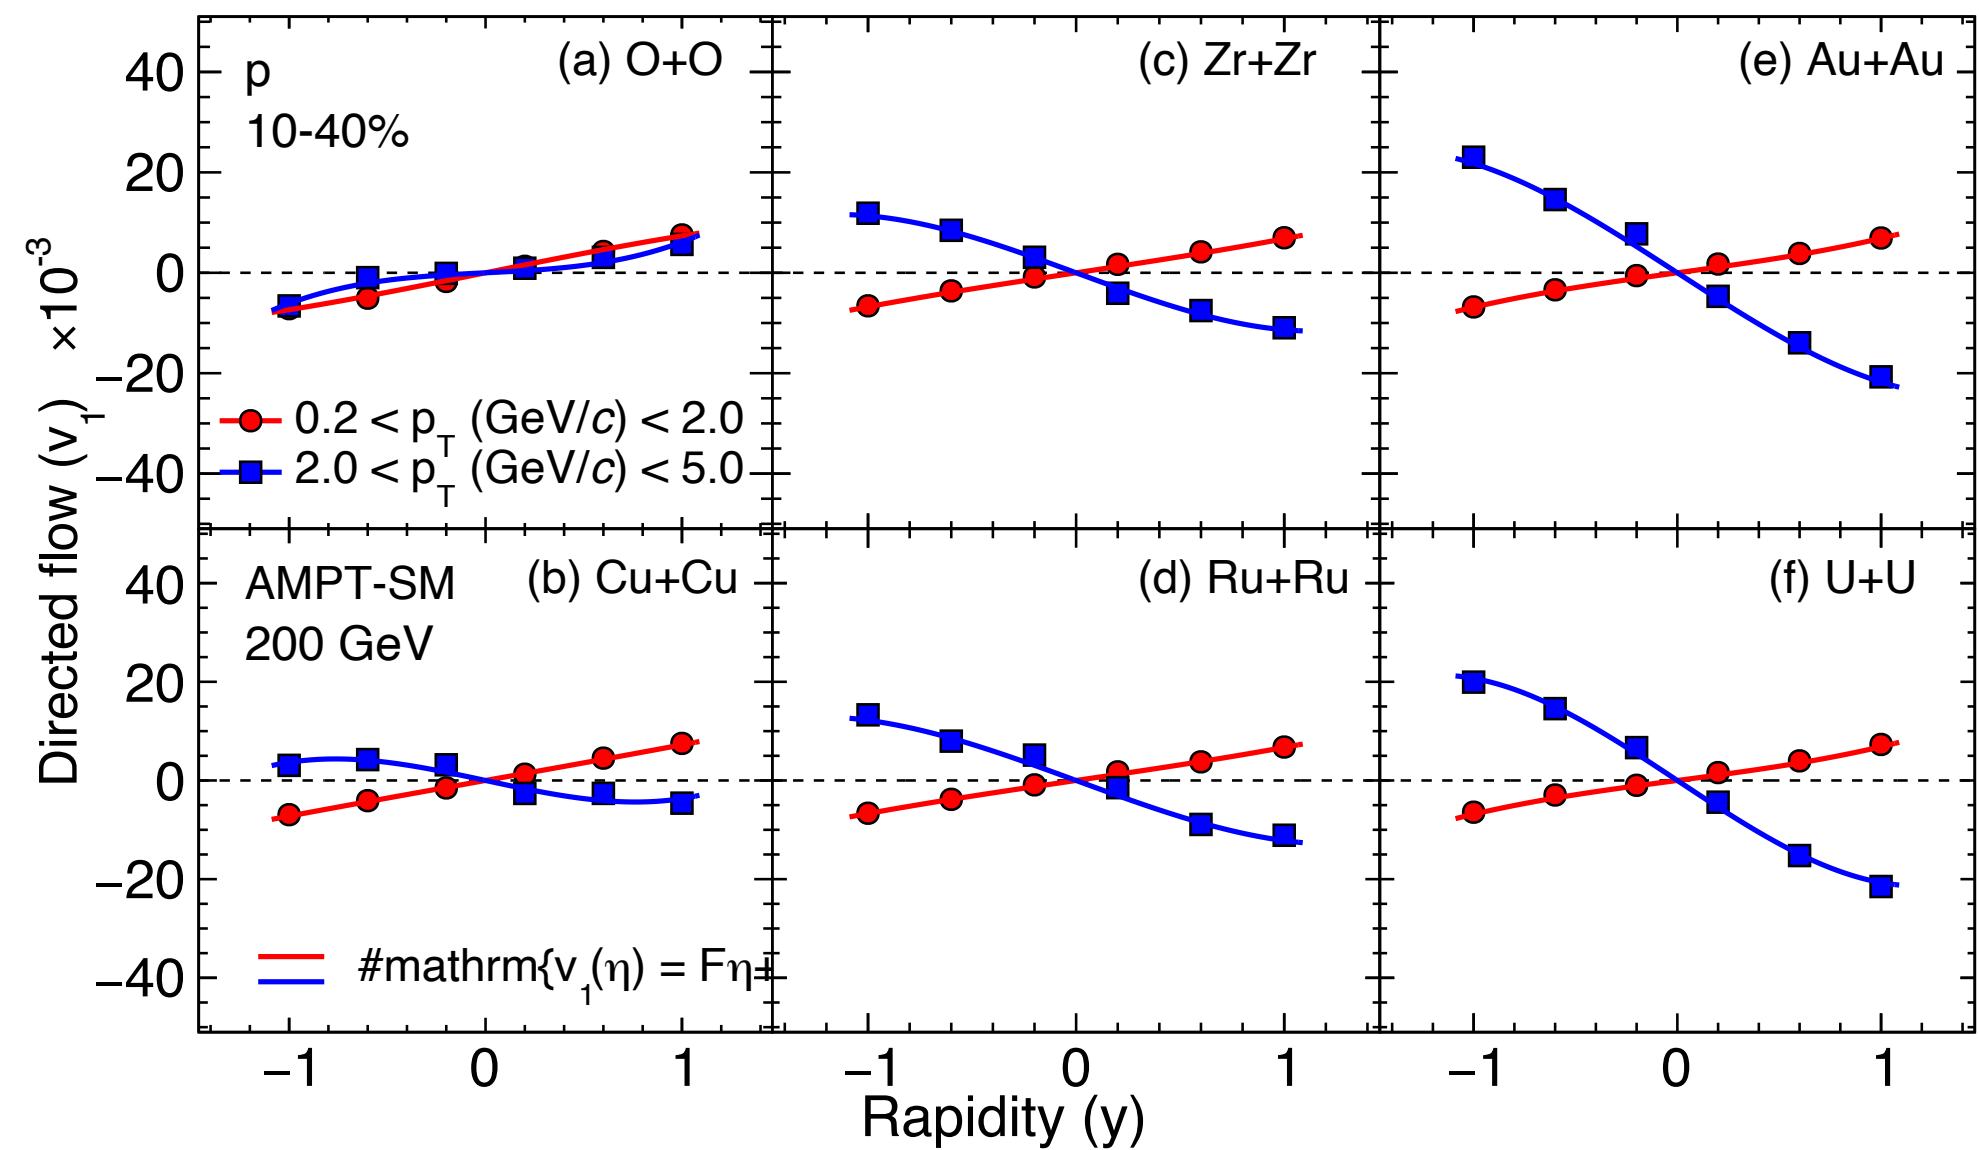 Directed flow (v₁) ×10⁻³
40
20
0
−20
−40
p
10-40%
(a) O+O
0.2 < p_T (GeV/c) < 2.0
2.0 < p_T (GeV/c) < 5.0
(c) Zr+Zr
(e) Au+Au
40
20
0
−20
−40
AMPT-SM
200 GeV
(b) Cu+Cu
#mathrm{v₁(η) = Fη+
(d) Ru+Ru
(f) U+U
−1 0 1
−1 0 1
−1 0 1
Rapidity (y)